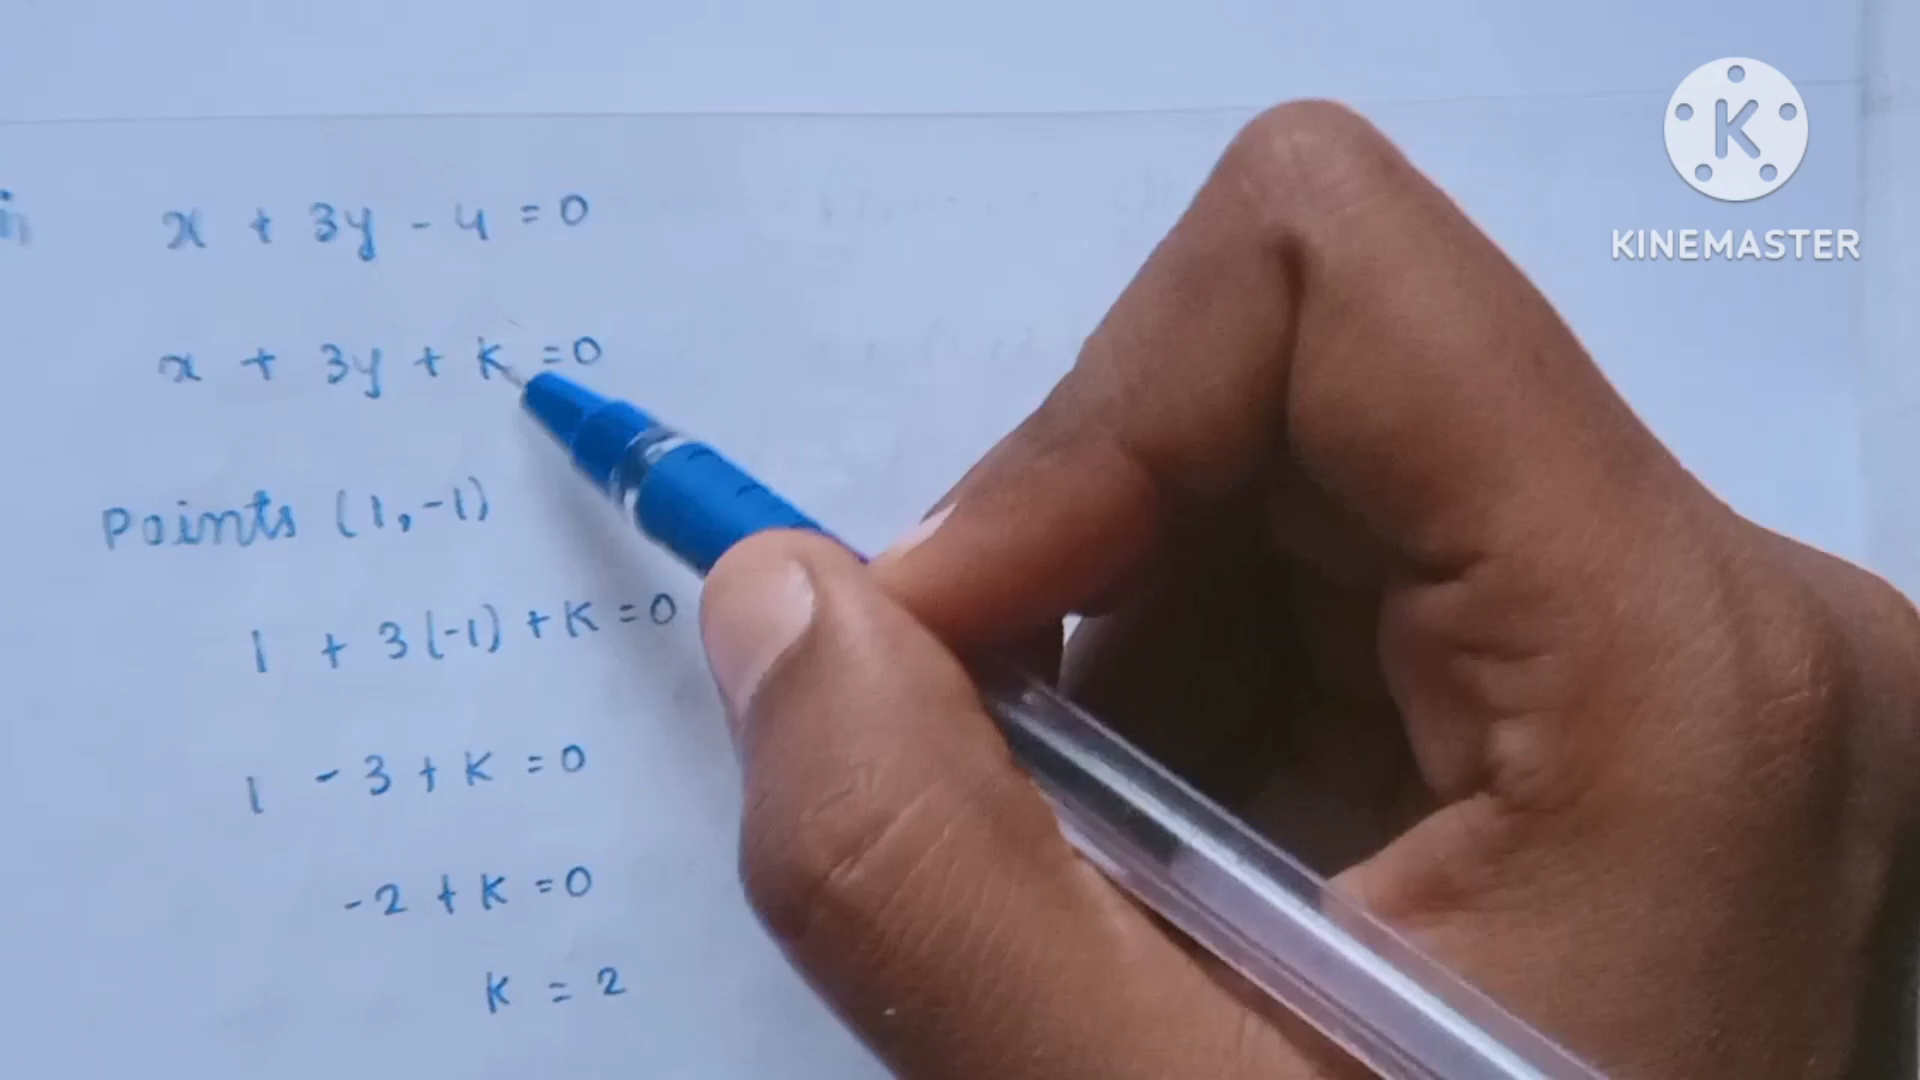 x + 3y - 4 = 0
x + 3y + K = 0
Points (1, -1)
1 + 3(-1) + K = 0
1 - 3 + K = 0
-2 + K = 0
K = 2
K
KINEMASTER